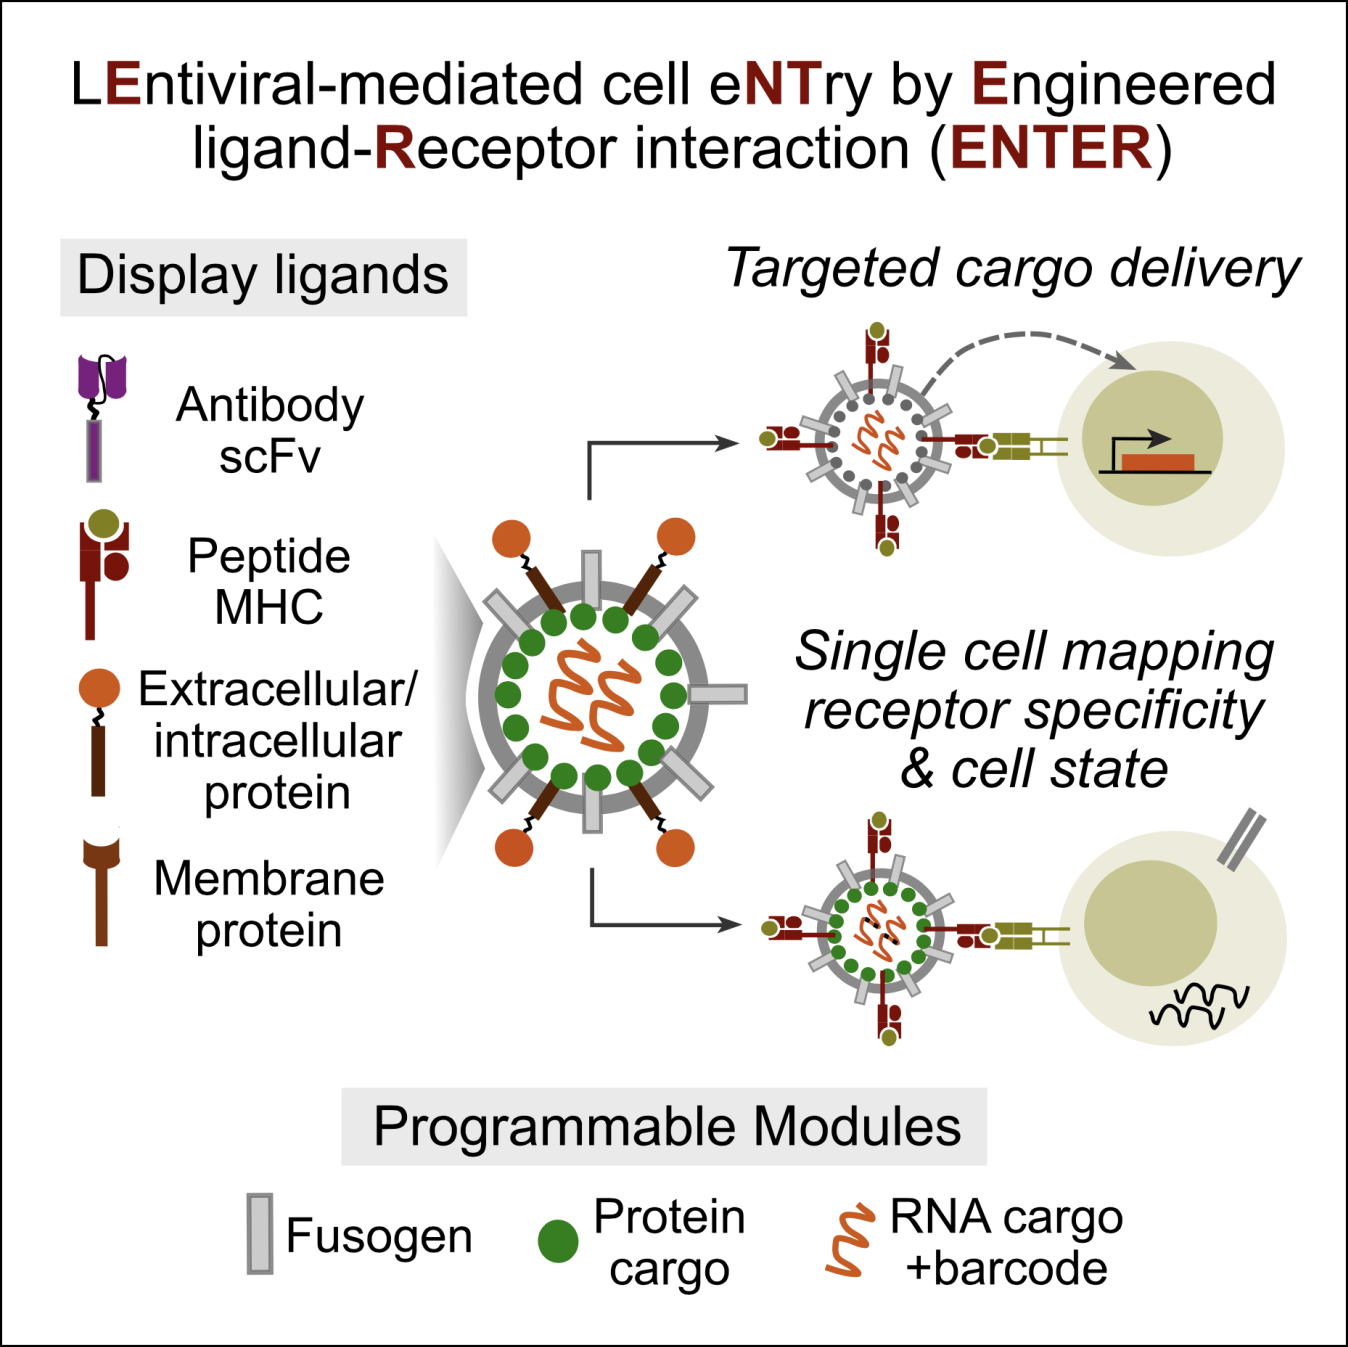 LEntiviral-mediated cell eNTry by Engineered
ligand-Receptor interaction (ENTER)
Display ligands
Antibody
scFv
Peptide
MHC
Extracellular/
intracellular
protein
Membrane
protein
Targeted cargo delivery
Single cell mapping
receptor specificity
& cell state
Programmable Modules
Fusogen
Protein
cargo
RNA cargo
+barcode